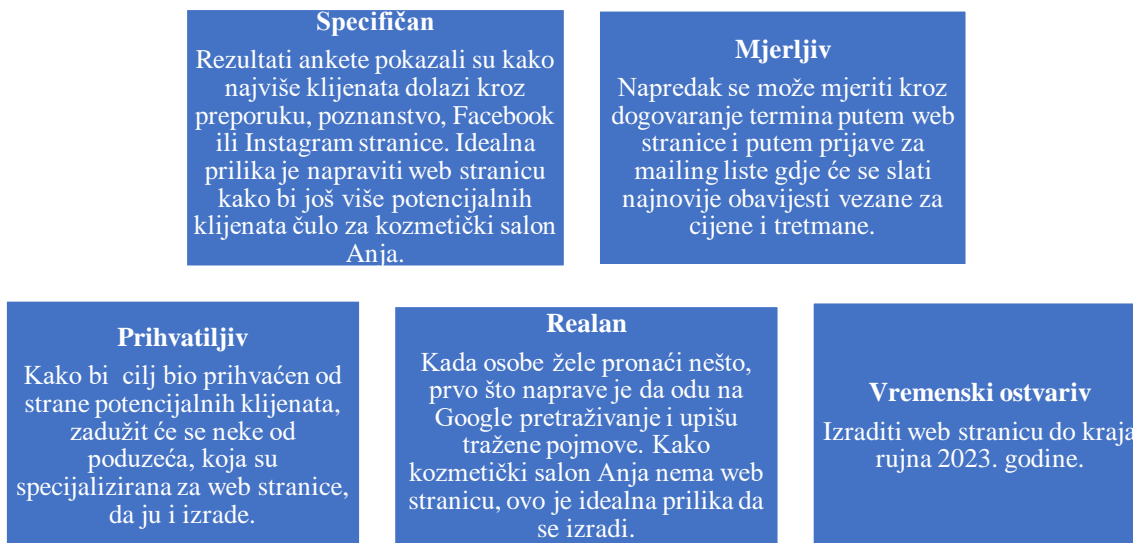 Specifičan
Rezultati ankete pokazali su kako
najviše klijenata dolazi kroz
preporuku, poznanstvo, Facebook
ili Instagram stranice. Idealna
prilika je napraviti web stranicu
kako bi još više potencijalnih
klijenata čulo za kozmetički salon
Anja.
Mjerljiv
Napredak se može mjeriti kroz
dogovaranje termina putem web
stranice i putem prijave za
mailing liste gdje će se slati
najnovije obavijesti vezane za
cijene i tretmane.
Prihvatiljiv
Kako bi  cilj bio prihvaćen od
strane potencijalnih klijenata,
zadužit će se neke od
poduzeća, koja su
specijalizirana za web stranice,
da ju i izrade.
Realan
Kada osobe žele pronaći nešto,
prvo što naprave je da odu na
Google pretraživanje i upišu
tražene pojmove. Kako
kozmetički salon Anja nema web
stranicu, ovo je idealna prilika da
se izradi.
Vremenski ostvariv
Izraditi web stranicu do kraja
rujna 2023. godine.